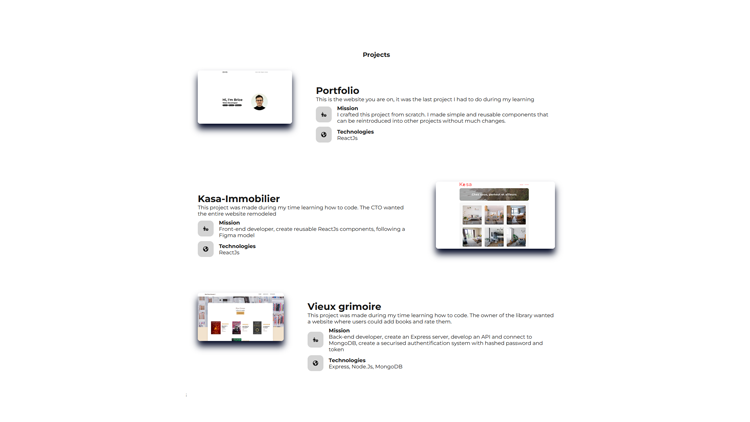 Projects
Hi, I'm Brice
Portfolio
This is the website you are on, it was the last project I had to do during my learning
Mission
I crafted this project from scratch. I made simple and reusable components that
can be reintroduced into other projects without much changes.
Technologies
ReactJs
Kasa
Kasa-Immobilier
This project was made during my time learning how to code. The CTO wanted
the entire website remodeled
Mission
Front-end developer, create reusable ReactJs components, following a
Figma model
Technologies
ReactJs
Vieux grimoire
This project was made during my time learning how to code. The owner of the library wanted
a website where users could add books and rate them.
Mission
Back-end developer, create an Express server, develop an API and connect to
MongoDB, create a securised authentification system with hashed password and
token
Technologies
Express, Node.Js, MongoDB